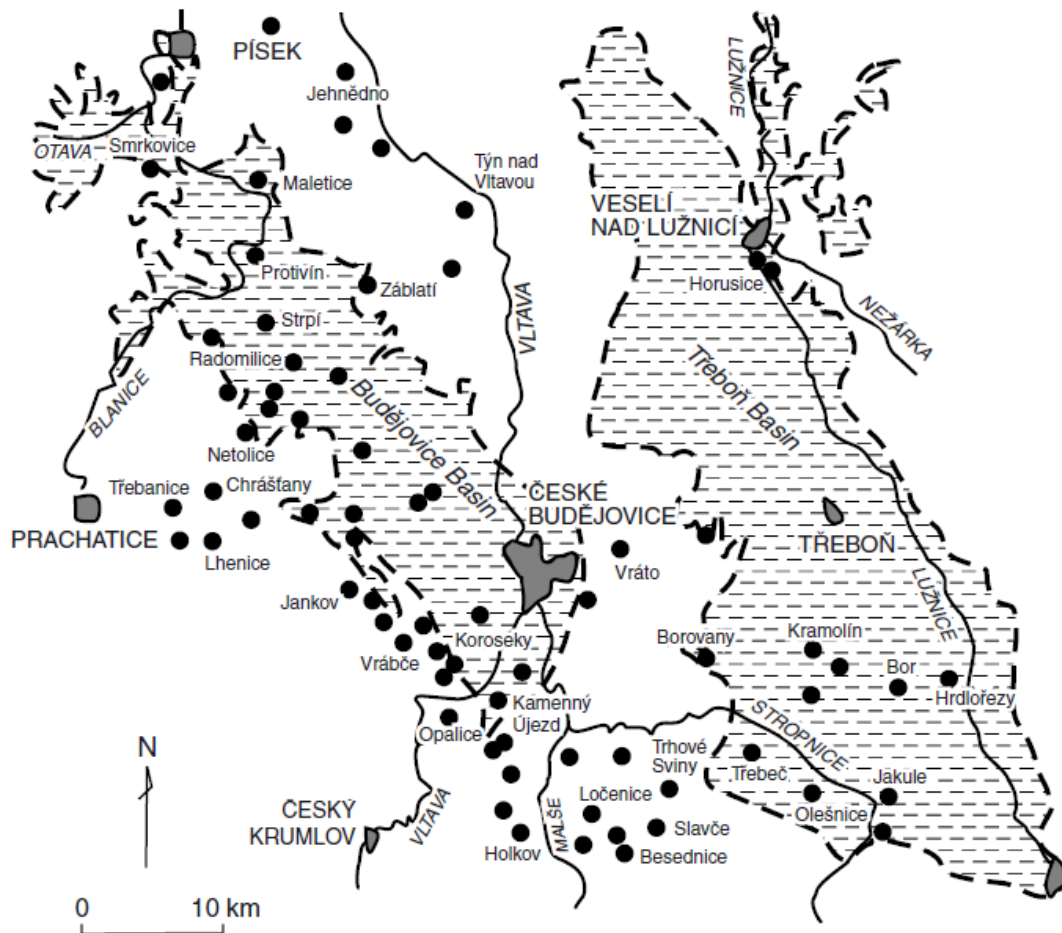 PÍSEK
LUŽNICE
Jehnědno
OTAVA
Smrkovice
Týn nad
Vltavou
Maletice
VESELÍ
NAD LUŽNICÍ
Protivín
Horusice
Záblatí
NEŽÁRKA
Strpí
VLTAVA
Radomilice
Třeboň Basin
BLANICE
Budějovice Basin
Netolice
Třebanice
Chrášťany
ČESKÉ
BUDĚJOVICE
PRACHATICE
Lhenice
TŘEBOŇ
Vráto
Jankov
LUŽNICE
Koroseky
Borovany
Kramolín
Vrábče
Bor
Hrdlořezy
Kamenný
Újezd
Opalice
STROPNICE
N
Trhové
Sviny
Třebeč
Jakule
Ločenice
ČESKÝ
KRUMLOV
VLTAVA
MALŠE
Olešnice
Slavče
Holkov
Besednice
0 10 km